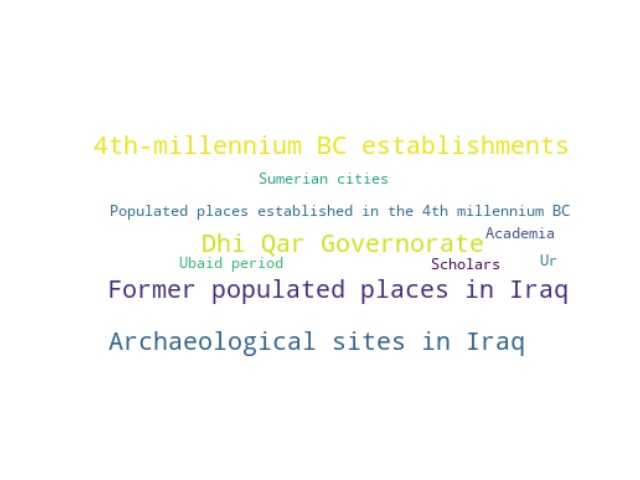 4th-millennium BC establishments
Sumerian cities
Populated places established in the 4th millennium BC
Academia
Dhi Qar Governorate
Ubaid period
Scholars
Ur
Former populated places in Iraq
Archaeological sites in Iraq